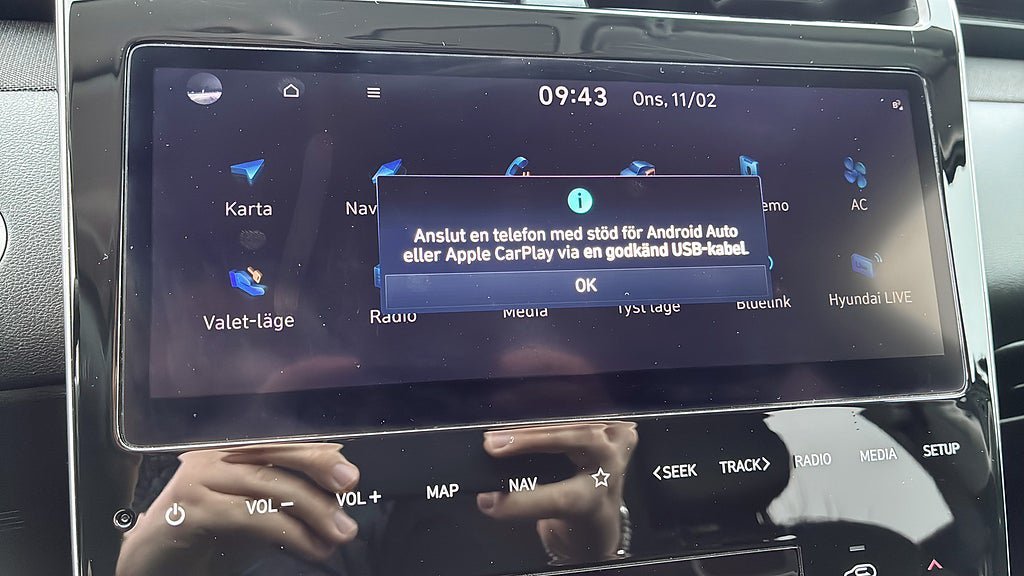 09:43 Ons, 11/02
Karta
AC
Anslut en telefon med stöd för Android Auto
eller Apple CarPlay via en godkänd USB-kabel.
OK
Valet-läge
Radio
Media
Tyst läge
Bluelink
Hyundai LIVE
VOL−
VOL+
MAP
NAV
<SEEK
TRACK>
RADIO
MEDIA
SETUP